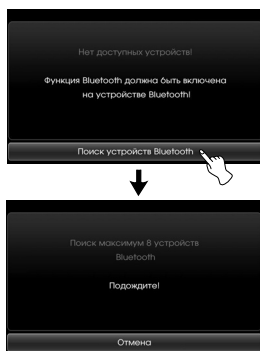 Нет доступных устройств!
Функция Bluetooth должна быть включена
на устройстве Bluetooth!
Поиск устройств Bluetooth
Поиск максимум 8 устройств
Bluetooth
Подождите!
Отмена